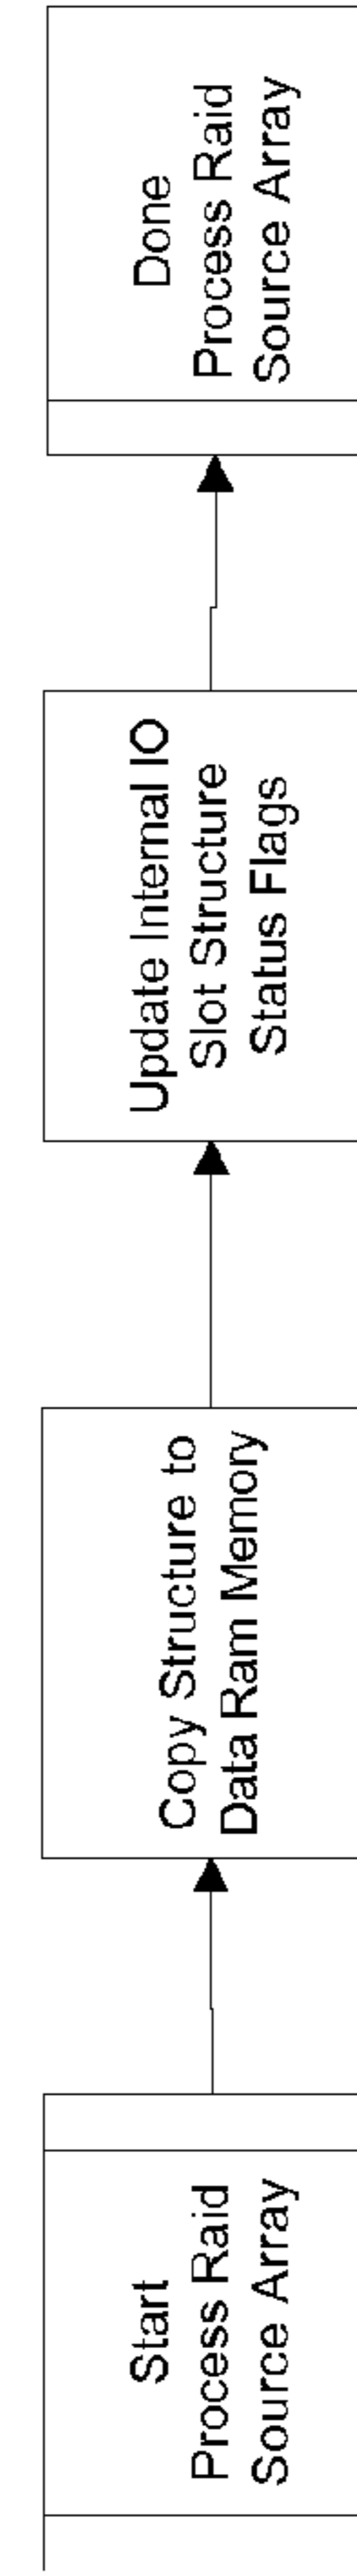 Start
Process Raid
Source Array
Copy Structure to
Data Ram Memory
Update Internal IO
Slot Structure
Status Flags
Done
Process Raid
Source Array